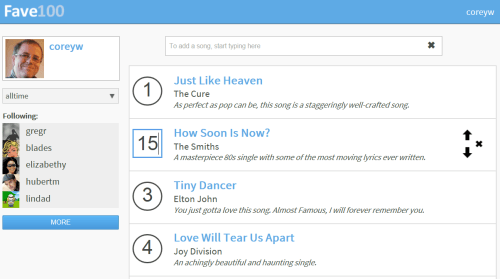 Fave100
coreyw
coreyw
To add a song, start typing here
alltime
Following:
gregr
blades
elizabethy
hubertm
lindad
MORE
1
Just Like Heaven
The Cure
As perfect as pop can be, this song is a staggeringly well-crafted song.
15
How Soon Is Now?
The Smiths
A masterpiece 80s single with some of the most moving lyrics ever written.
3
Tiny Dancer
Elton John
You just gotta love this song. Almost Famous, I will forever remember you.
4
Love Will Tear Us Apart
Joy Division
An achingly beautiful and haunting single.